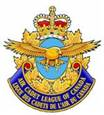 AIR CADET LEAGUE OF CANADA
LIGUE DES CADETS DE L'AIR DU CANADA